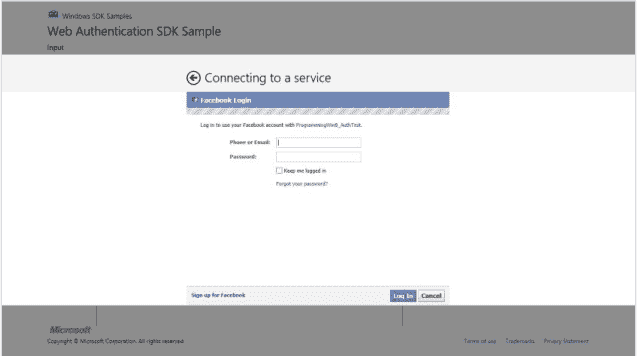 Windows SDK Samples
Web Authentication SDK Sample
Input
Connecting to a service
Facebook Login
Log in to use your Facebook account with ProgrammingWin8_AuthTest.
Phone or Email:
Password:
Keep me logged in
Forgot your password?
Sign up for Facebook
Log In Cancel
Microsoft
Copyright © Microsoft Corporation. All rights reserved.
Terms of use Trademarks Privacy Statement